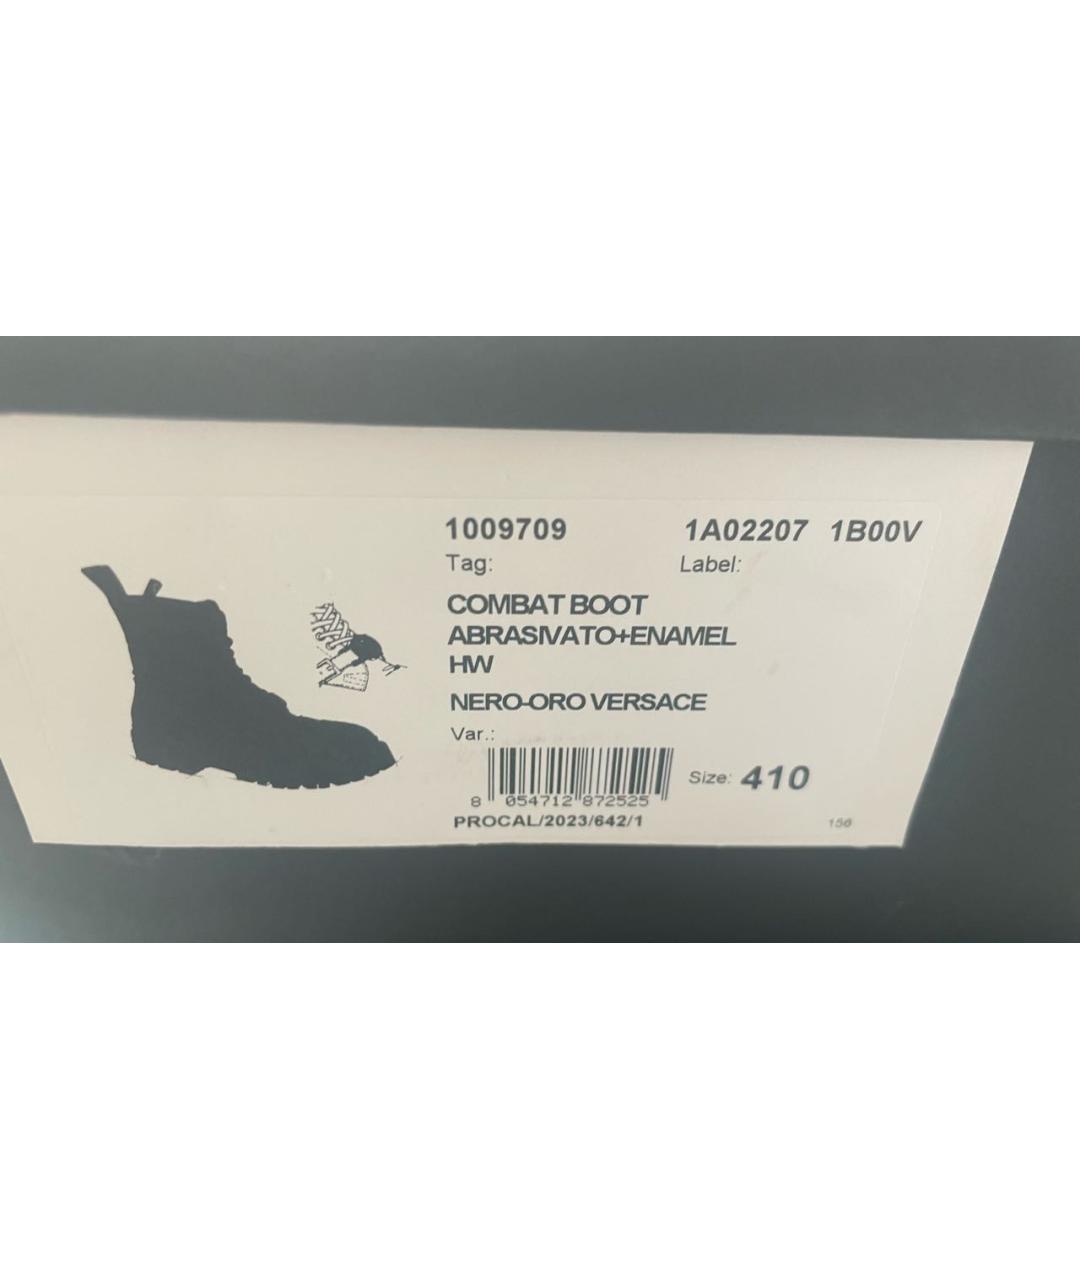 1009709 1A02207 1B00V
Tag: Label:
COMBAT BOOT
ABRASIVATO+ENAMEL
HW
NERO-ORO VERSACE
Var.:
Size: 410
8 054712 872525
PROCAL/2023/642/1
156